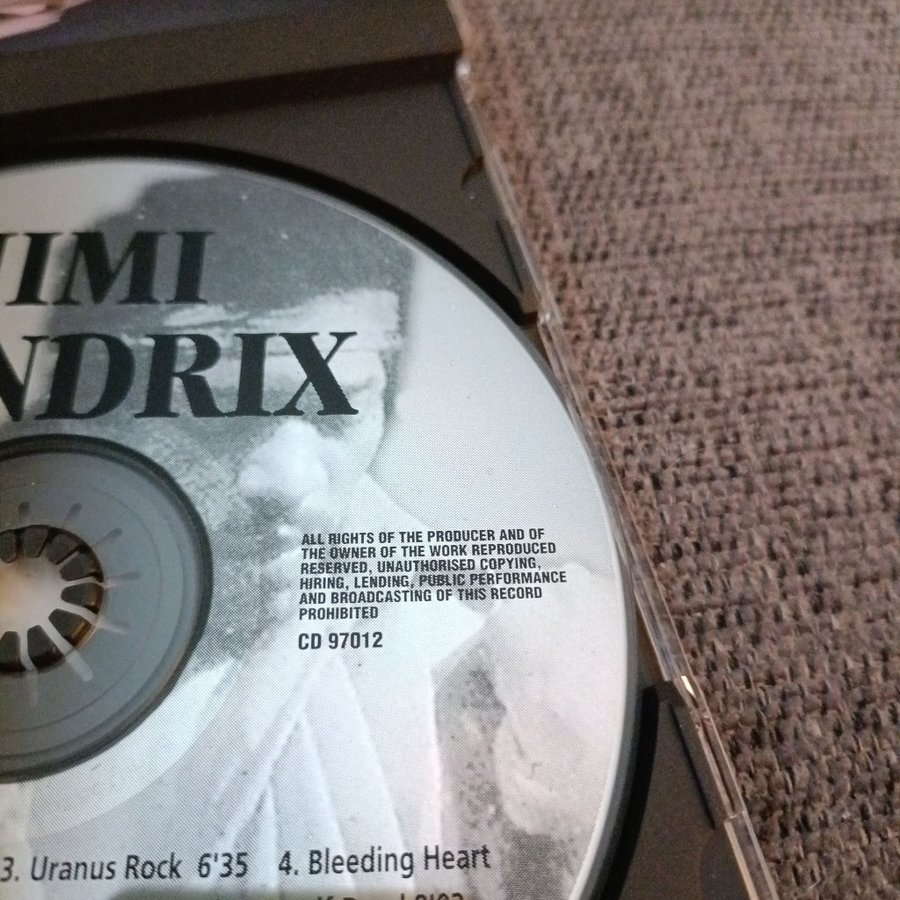 JIMI
NDRIX
ALL RIGHTS OF THE PRODUCER AND OF
THE OWNER OF THE WORK REPRODUCED
RESERVED, UNAUTHORISED COPYING,
HIRING, LENDING, PUBLIC PERFORMANCE
AND BROADCASTING OF THIS RECORD
PROHIBITED
CD 97012
3. Uranus Rock 6'35 4. Bleeding Heart